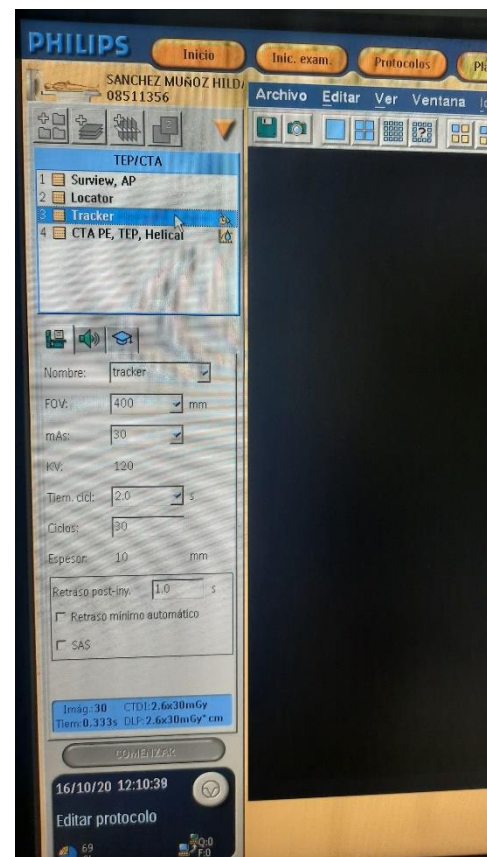 PHILIPS
Inicio
Inic. exam.
Protocolos
SANCHEZ MUÑOZ HILDA
08511356
Archivo Editar Ver Ventana
TEP/CTA
1 Surview, AP
2 Locator
3 Tracker
4 CTA PE, TEP, Helical
Nombre: tracker
FOV: 400 mm
mAs: 30
KV: 120
Tiem. cicl: 2.0 s
Ciclos: 30
Espesor: 10 mm
Retraso post-iny. 1.0 s
Retraso mínimo automático
SAS
Imág.:30 CTDI:2.6x30mGy
Tiem:0.333s DLP:2.6x30mGy*cm
COMENZAR
16/10/20 12:10:39
Editar protocolo
69 Q:0
F:0